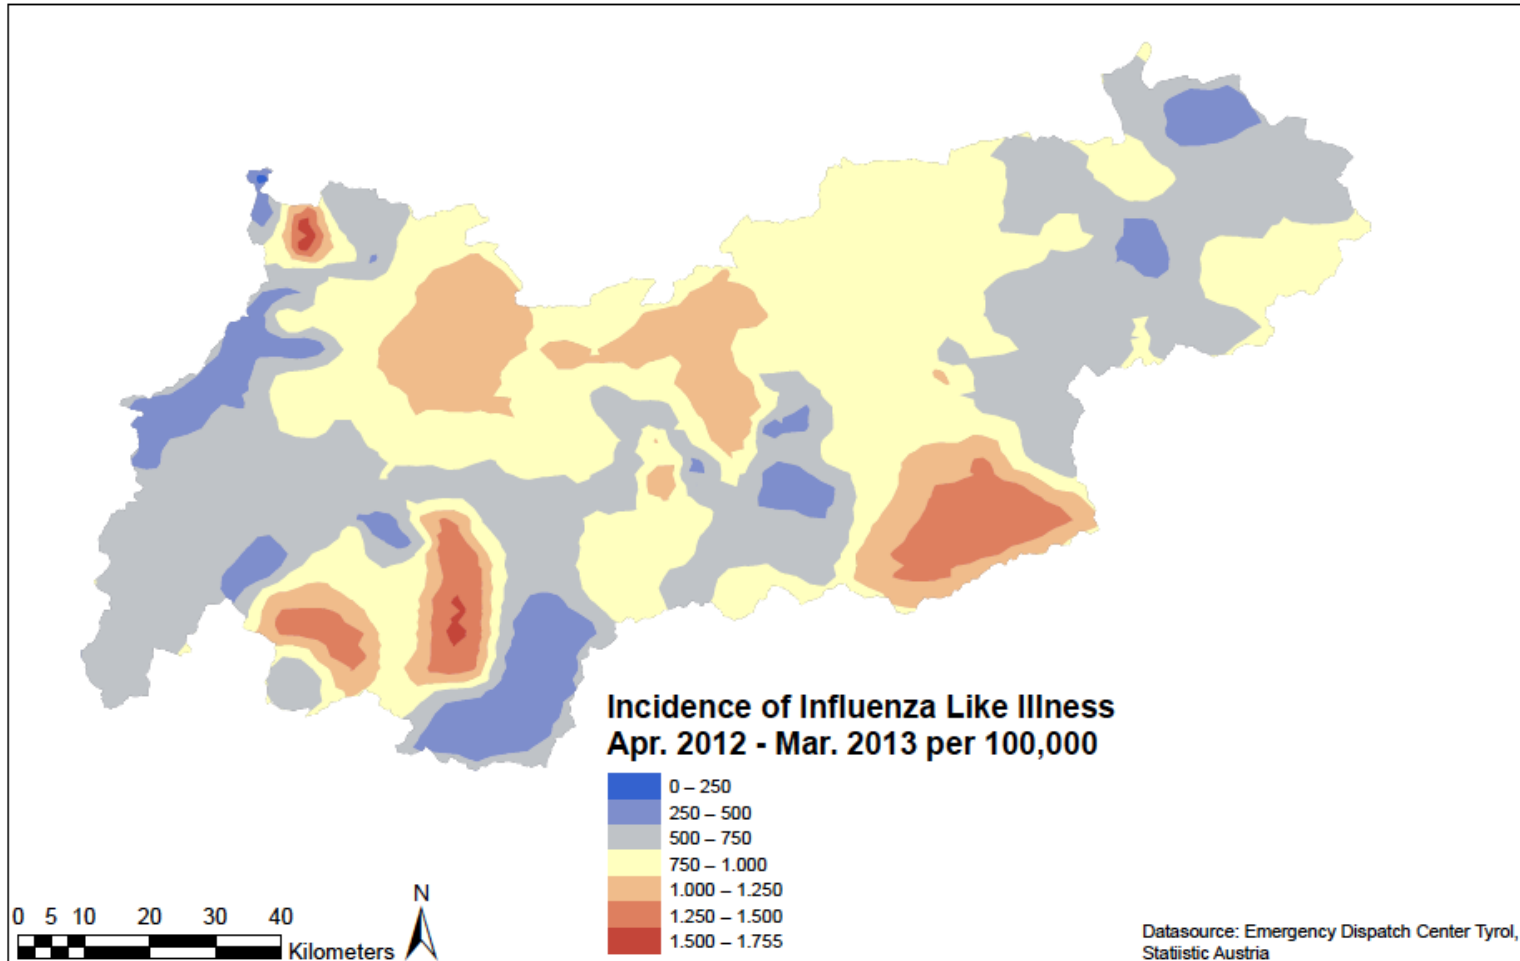 Incidence of Influenza Like Illness
Apr. 2012 - Mar. 2013 per 100,000
0 – 250
250 – 500
500 – 750
750 – 1.000
1.000 – 1.250
1.250 – 1.500
1.500 – 1.755
N
0 5 10 20 30 40
Kilometers
Datasource: Emergency Dispatch Center Tyrol,
Statiistic Austria